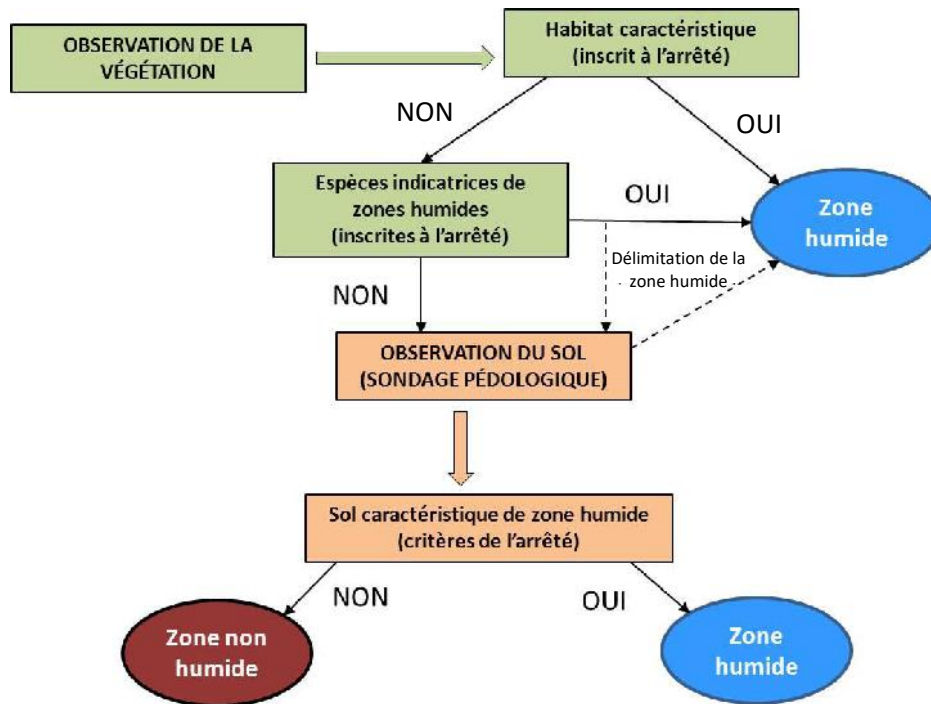 OBSERVATION DE LA
VÉGÉTATION
Habitat caractéristique
(inscrit à l'arrêté)
NON
OUI
Espèces indicatrices de
zones humides
(inscrites à l'arrêté)
OUI
Zone
humide
Délimitation de la
zone humide
NON
OBSERVATION DU SOL
(SONDAGE PÉDOLOGIQUE)
Sol caractéristique de zone humide
(critères de l'arrêté)
NON
OUI
Zone non
humide
Zone
humide